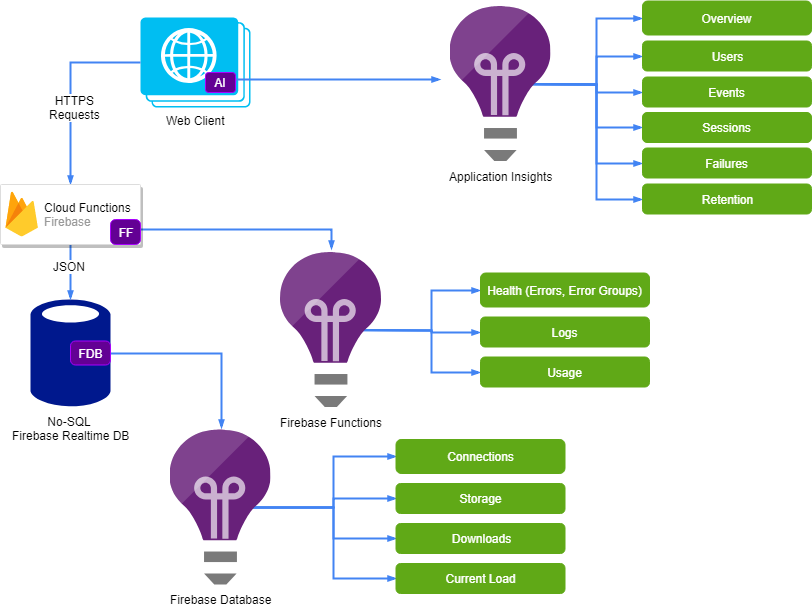 AI
Web Client
HTTPS
Requests
Application Insights
Overview
Users
Events
Sessions
Failures
Retention
Cloud Functions
Firebase
FF
JSON
FDB
No-SQL
Firebase Realtime DB
Firebase Functions
Health (Errors, Error Groups)
Logs
Usage
Firebase Database
Connections
Storage
Downloads
Current Load